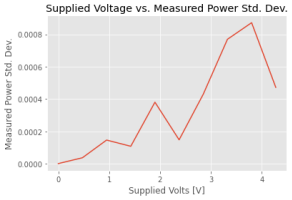 Supplied Voltage vs. Measured Power Std. Dev.
0.0008
0.0006
0.0004
0.0002
0.0000
Measured Power Std. Dev.
0 1 2 3 4
Supplied Volts [V]